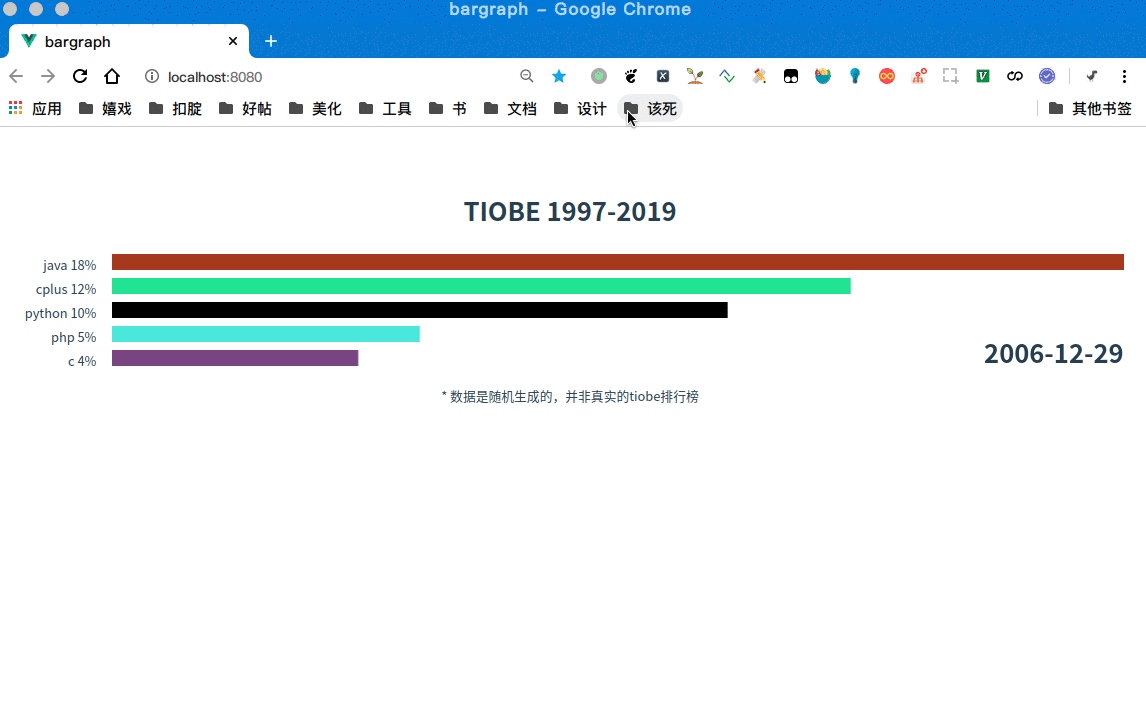 bargraph – Google Chrome
bargraph
localhost:8080
应用 嬉戏 扣腚 好帖 美化 工具 书 文档 设计 该死 其他书签
TIOBE 1997-2019
java 18%
cplus 12%
python 10%
php 5%
c 4%
2006-12-29
* 数据是随机生成的，并非真实的tiobe排行榜